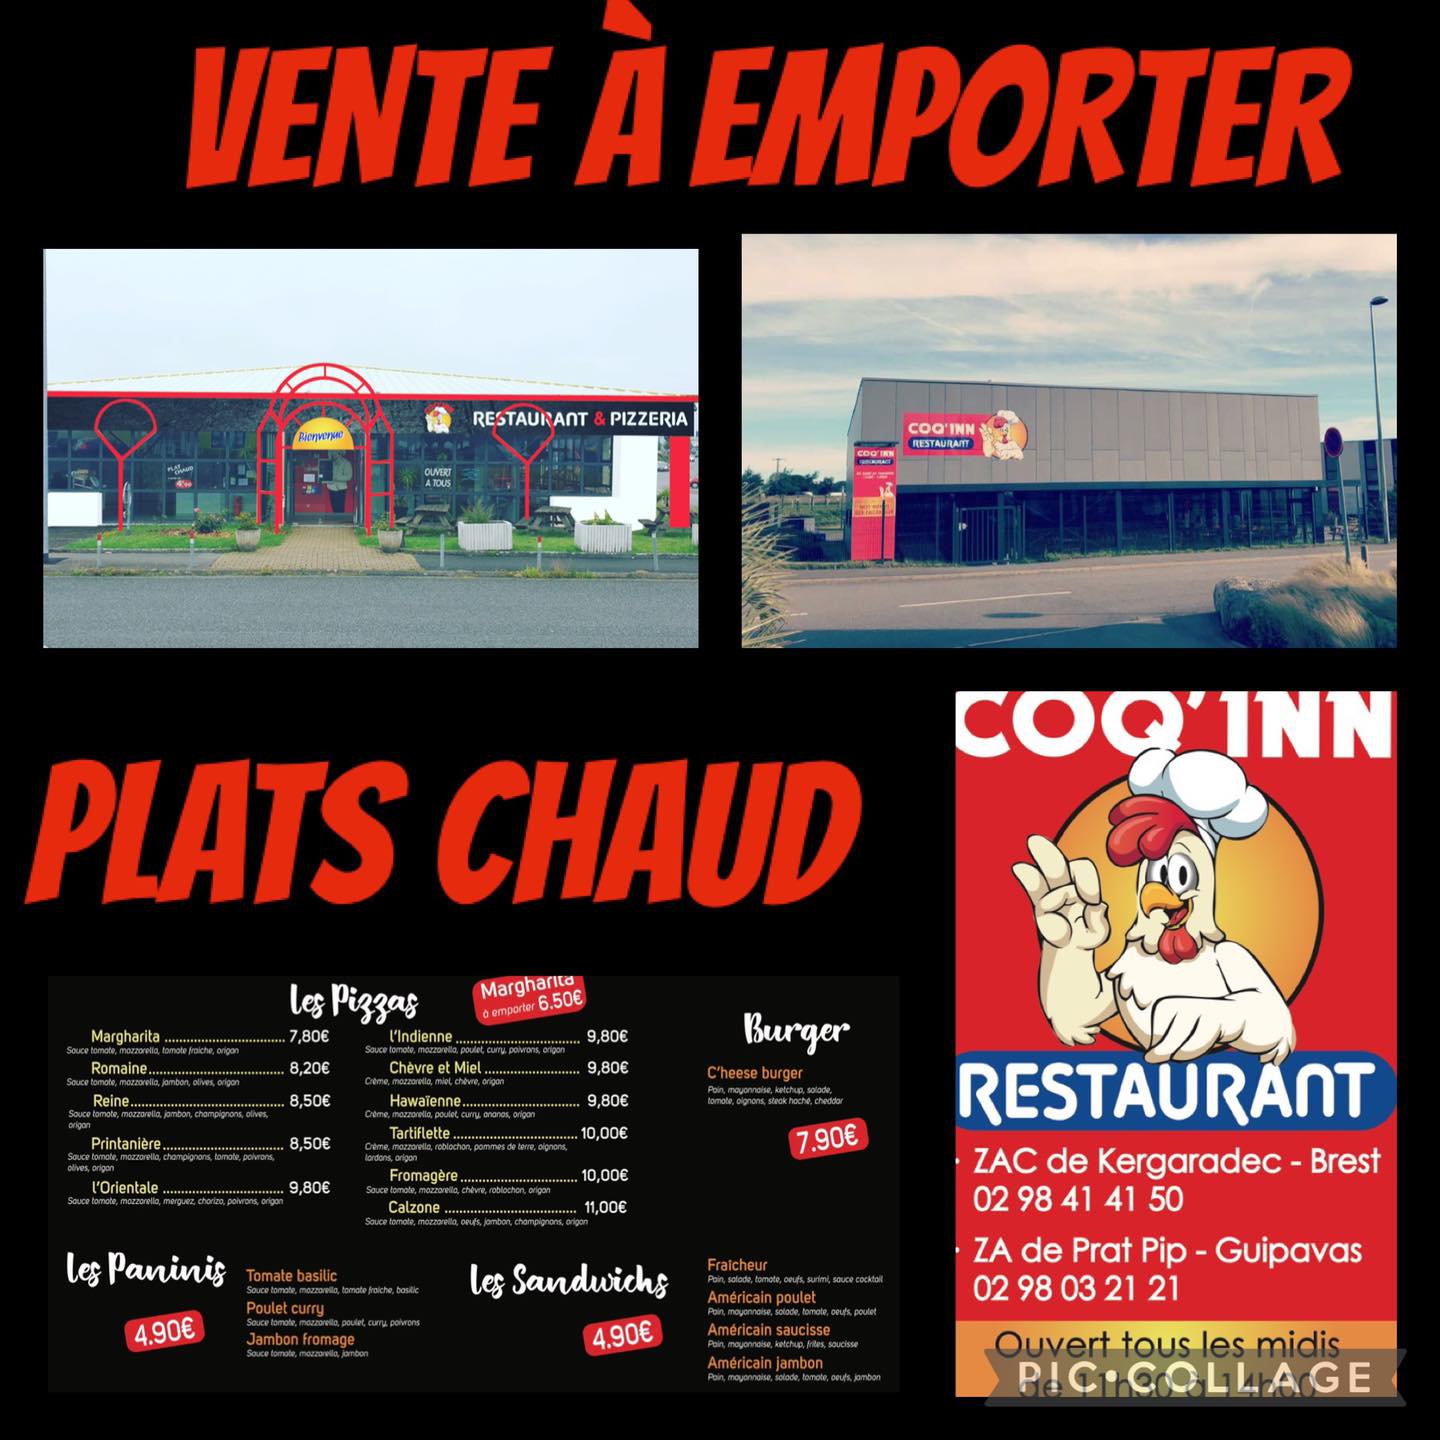 VENTE À EMPORTER
Bienvenue
RESTAURANT & PIZZERIA
PLAT
CHAUD
OUVERT
A TOUS
COQ'INN
RESTAURANT
COQ'INN
RESTAURANT
PLATS CHAUD
COQ'INN
RESTAURANT
· ZAC de Kergaradec - Brest
02 98 41 41 50
· ZA de Prat Pip - Guipavas
02 98 03 21 21
Ouvert tous les midis
de 11h30 à 14h00
PIC•COLLAGE
Les Pizzas
Margharita
à emporter 6.50€
Margharita ........ 7,80€
Sauce tomate, mozzarella, tomate fraiche, origan
Romaine ........ 8,20€
Sauce tomate, mozzarella, jambon, olives, origan
Reine ........ 8,50€
Sauce tomate, mozzarella, jambon, champignons, olives,
origan
Printanière ........ 8,50€
Sauce tomate, mozzarella, champignons, tomate, poivrons,
olives, origan
l'Orientale ........ 9,80€
Sauce tomate, mozzarella, merguez, chorizo, poivrons, origan
l'Indienne ........ 9,80€
Sauce tomate, mozzarella, poulet, curry, poivrons, origan
Chèvre et Miel ........ 9,80€
Crème, mozzarella, miel, chèvre, origan
Hawaïenne ........ 9,80€
Crème, mozzarella, poulet, curry, ananas, origan
Tartiflette ........ 10,00€
Crème, mozzarella, roblochon, pommes de terre, oignons,
lardons, origan
Fromagère ........ 10,00€
Sauce tomate, mozzarella, chèvre, roblochon, origan
Calzone ........ 11,00€
Sauce tomate, mozzarella, oeufs, jambon, champignons, origan
Burger
C'heese burger
Pain, mayonnaise, ketchup, salade,
tomate, oignons, steak haché, cheddar
7.90€
Les Paninis
4.90€
Tomate basilic
Sauce tomate, mozzarella, tomate fraiche, basilic
Poulet curry
Sauce tomate, mozzarella, poulet, curry, poivrons
Jambon fromage
Sauce tomate, mozzarella, jambon
Les Sandwichs
4.90€
Fraîcheur
Pain, salade, tomate, oeufs, surimi, sauce cocktail
Américain poulet
Pain, mayonnaise, salade, tomate, oeufs, poulet
Américain saucisse
Pain, mayonnaise, ketchup, frites, saucisse
Américain jambon
Pain, mayonnaise, salade, tomate, oeufs, jambon